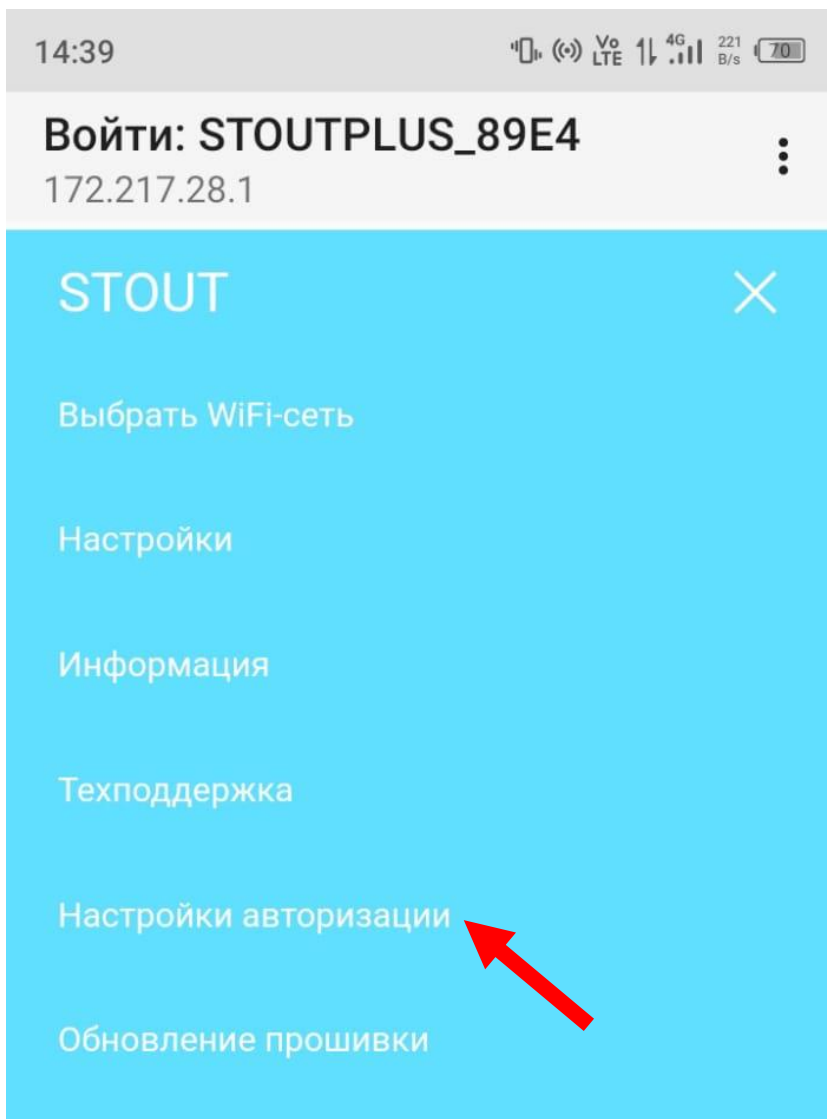 14:39
Vo LTE 4G 221 B/s 70
Войти: STOUTPLUS_89E4
172.217.28.1
STOUT
Выбрать WiFi-сеть
Настройки
Информация
Техподдержка
Настройки авторизации
Обновление прошивки